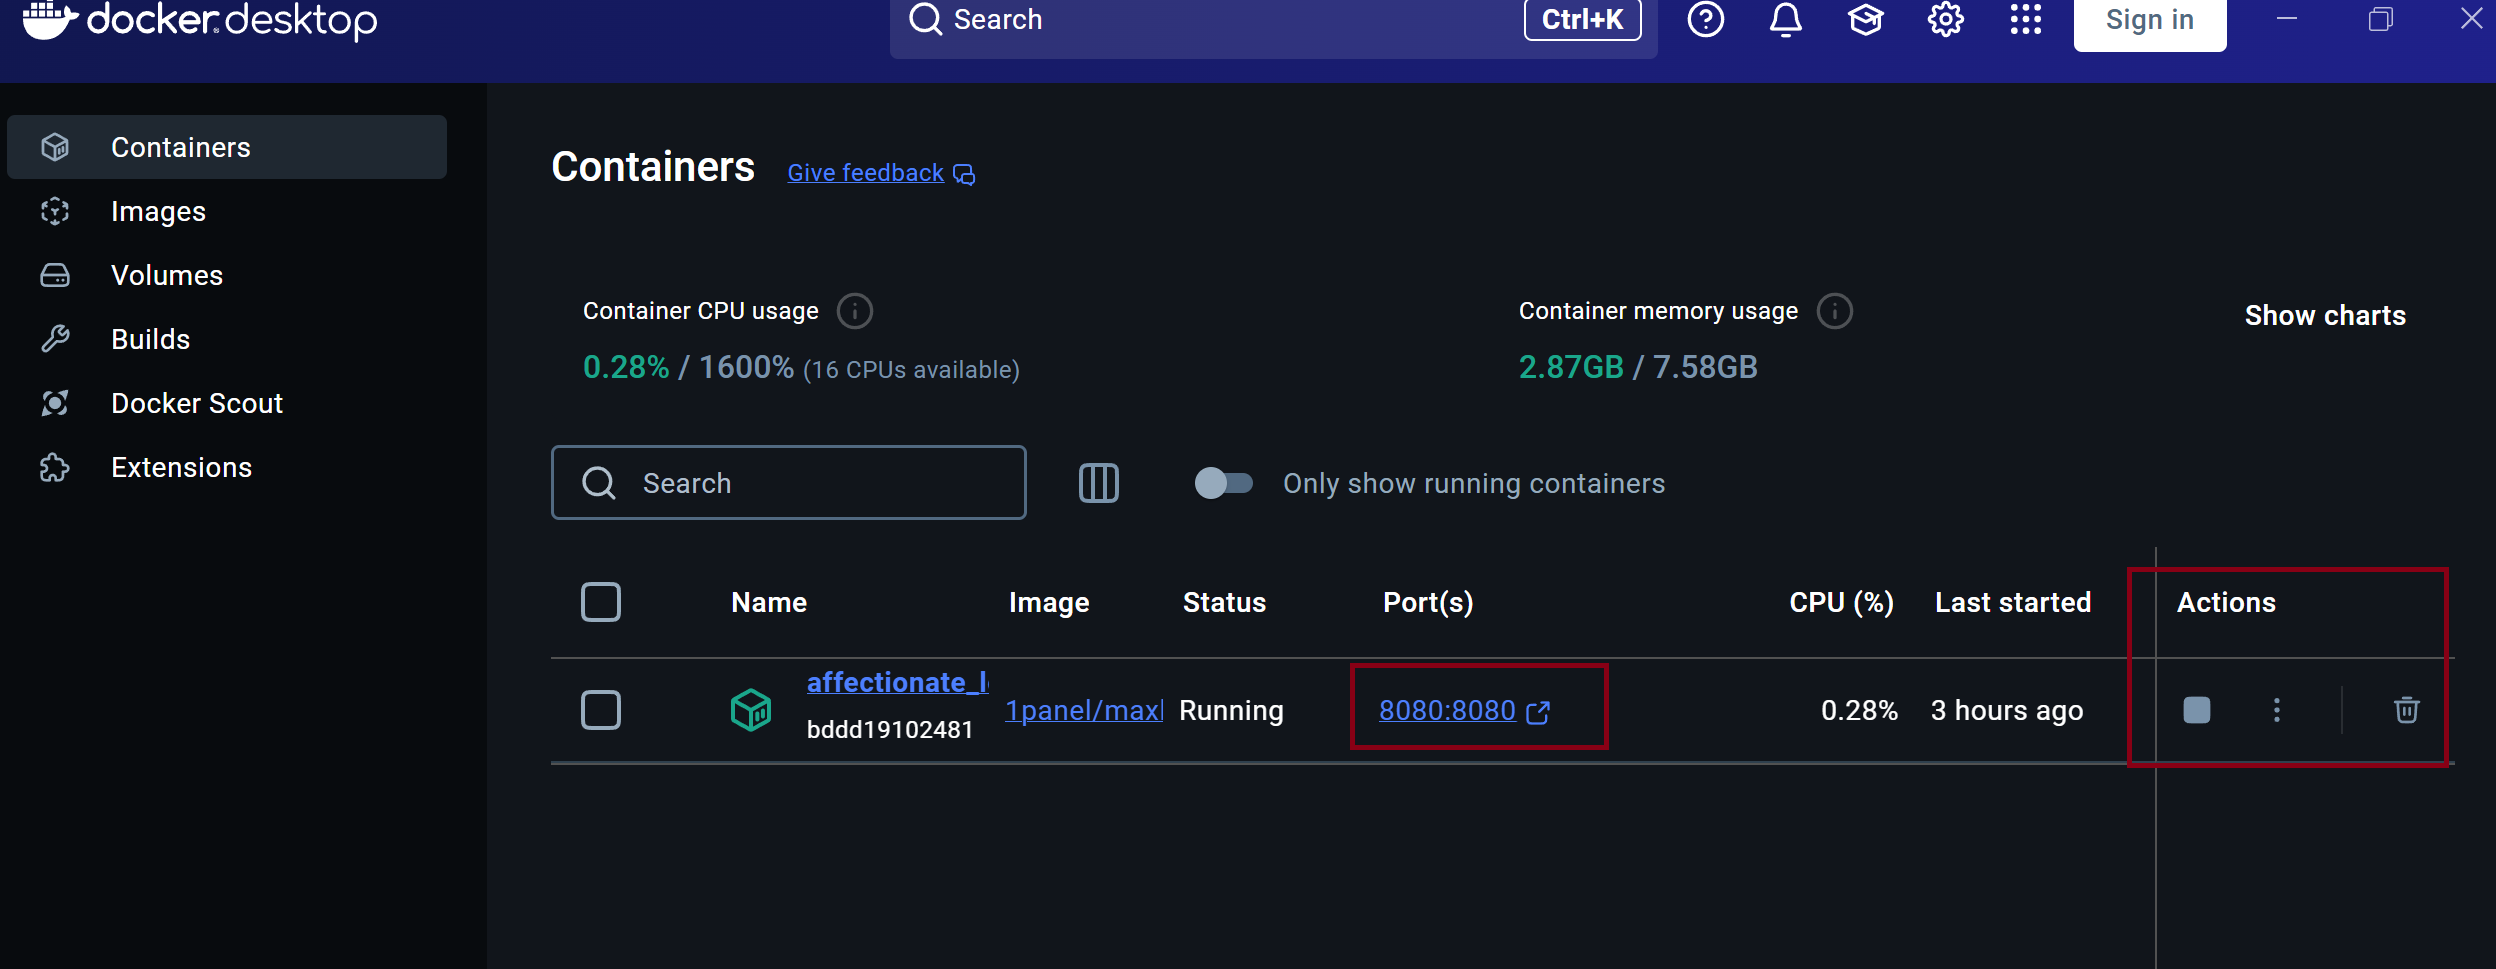 docker desktop
Search
Ctrl+K
Sign in
Containers
Images
Volumes
Builds
Docker Scout
Extensions
Containers
Give feedback
Container CPU usage
0.28% / 1600% (16 CPUs available)
Container memory usage
2.87GB / 7.58GB
Show charts
Search
Only show running containers
Name Image Status Port(s) CPU (%) Last started Actions
affectionate_l
bddd19102481
1panel/max
Running
8080:8080
0.28%
3 hours ago